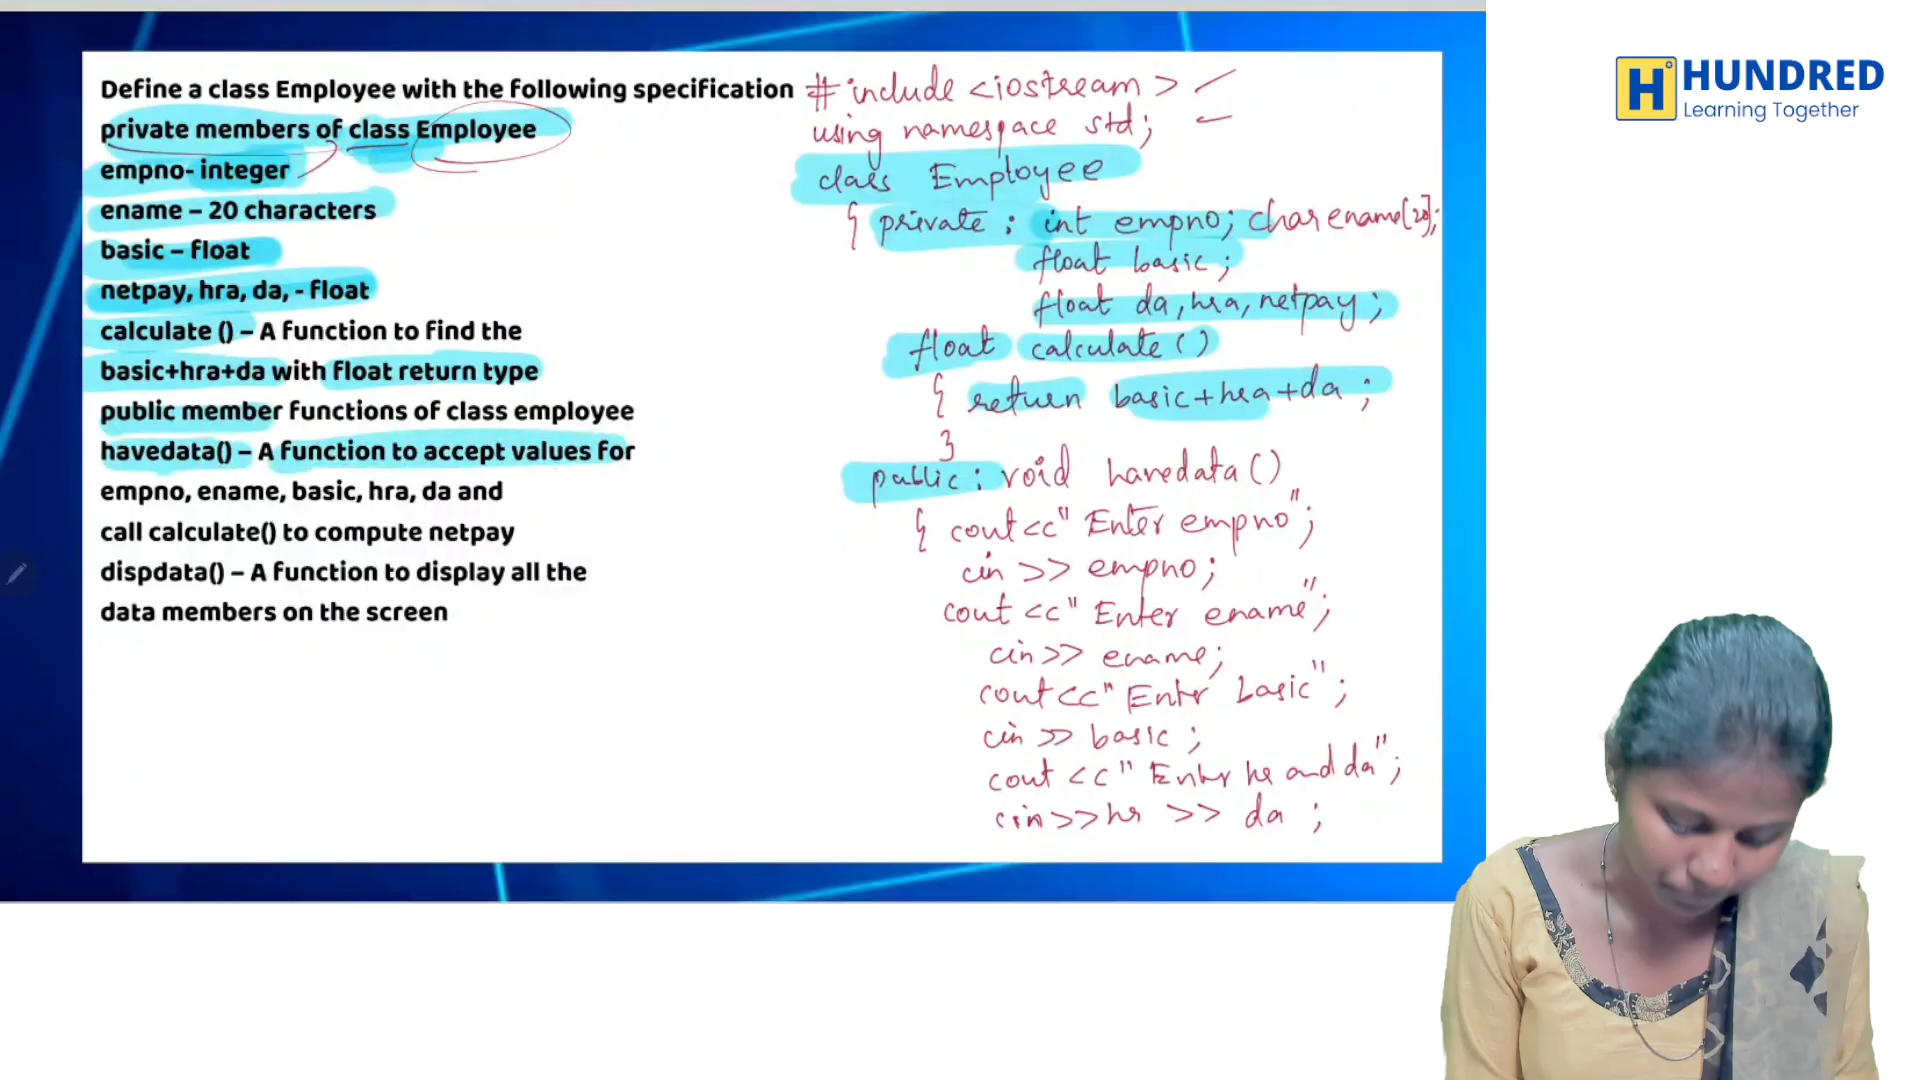 Define a class Employee with the following specification
private members of class Employee
empno- integer
ename – 20 characters
basic – float
netpay, hra, da, - float
calculate () – A function to find the
basic+hra+da with float return type
public member functions of class employee
havedata() – A function to accept values for
empno, ename, basic, hra, da and
call calculate() to compute netpay
dispdata() – A function to display all the
data members on the screen
#include <iostream>
using namespace std;
class Employee
{ private : int empno; char ename[20];
float basic;
float da, hra, netpay;
float calculate()
{ return basic+hra+da ;
}
public : void havedata()
{ cout<<"Enter empno";
cin >> empno;
cout <<"Enter ename";
cin>> ename;
cout<<"Enter basic";
cin >> basic ;
cout <<"Enter hr and da";
cin>>hr >> da ;
H HUNDRED
Learning Together